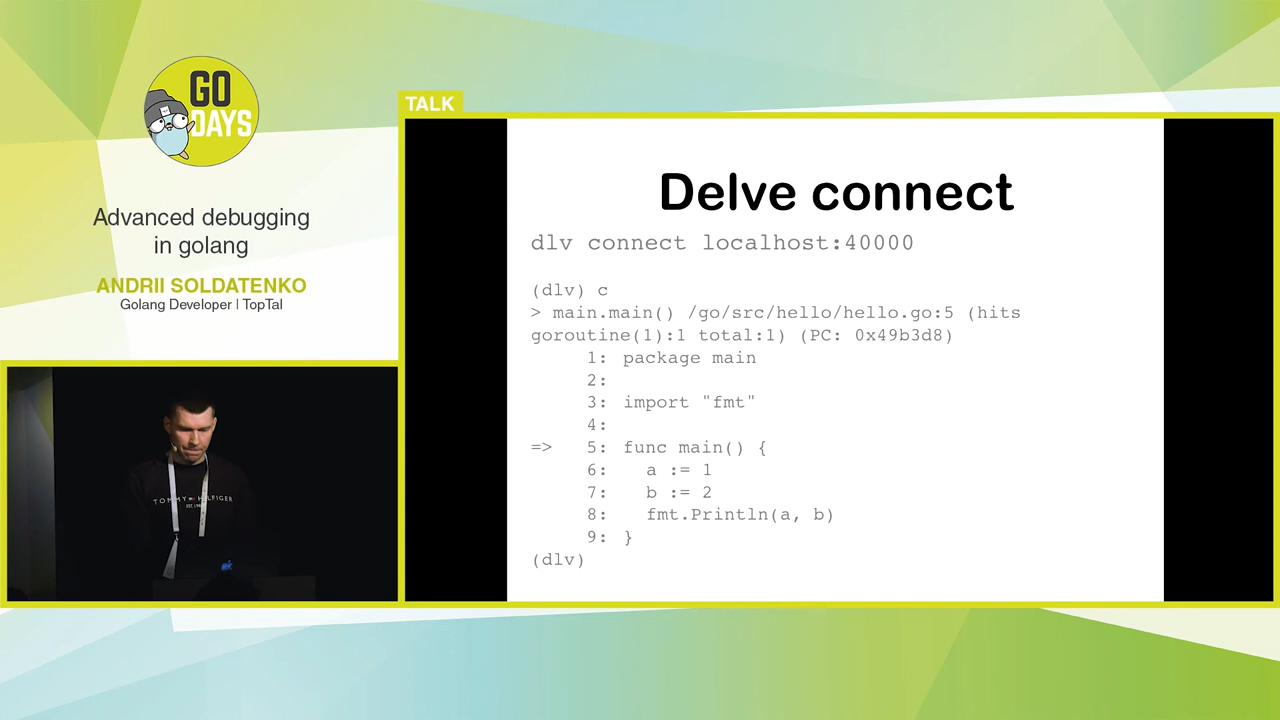 GO
DAYS
Advanced debugging
in golang
ANDRII SOLDATENKO
Golang Developer | TopTal
TALK
Delve connect
dlv connect localhost:40000
(dlv) c
> main.main() /go/src/hello/hello.go:5 (hits
goroutine(1):1 total:1) (PC: 0x49b3d8)
1: package main
2:
3: import "fmt"
4:
=> 5: func main() {
6: a := 1
7: b := 2
8: fmt.Println(a, b)
9: }
(dlv)
TOMMY HILFIGER